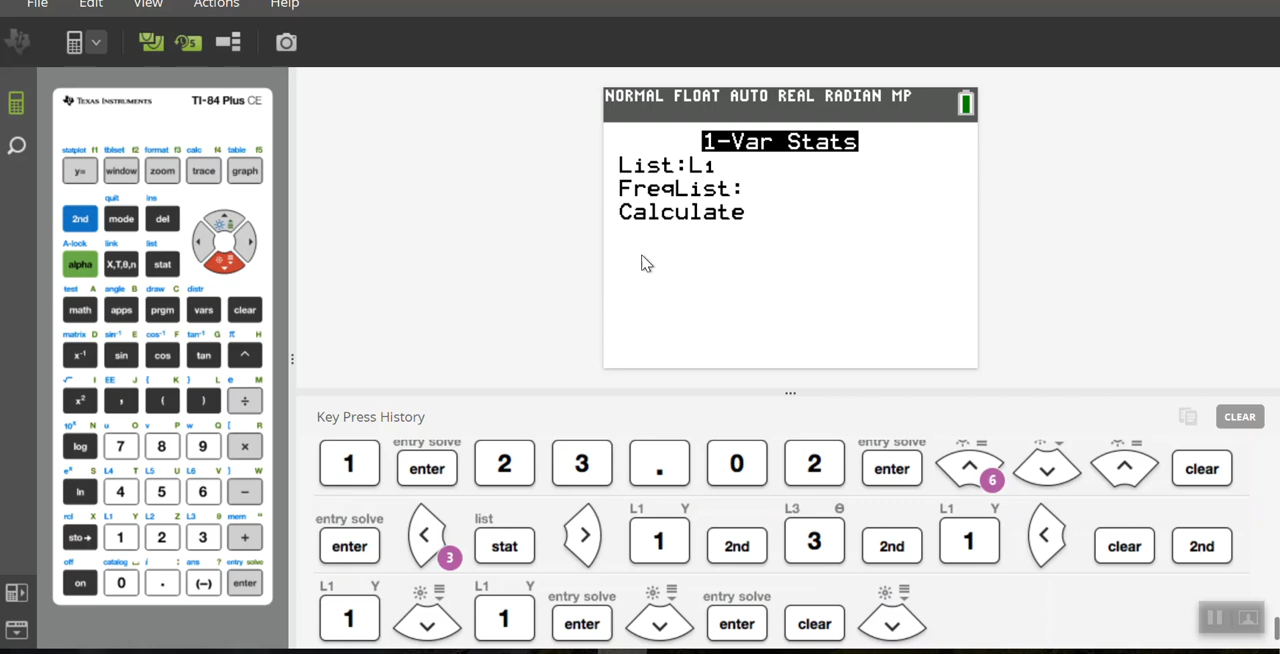 File Edit View Actions Help
TEXAS INSTRUMENTS TI-84 Plus CE
statplot f1 tblset f2 format f3 calc f4 table f5
y= window zoom trace graph
quit ins
2nd mode del
A-lock link list
alpha X,T,θ,n stat
test A angle B draw C distr
math apps prgm vars clear
matrix D sin⁻¹ E cos⁻¹ F tan⁻¹ G π H
x⁻¹ sin cos tan ^
√ I EE J { K } L e M
x² , ( ) ÷
10ˣ N u O v P w Q [ R
log 7 8 9 ×
eˣ S L4 T L5 U L6 V ] W
ln 4 5 6 −
rcl X L1 Y L2 Z L3 θ mem "
sto→ 1 2 3 +
off catalog i : ans ? entry solve
on 0 . (−) enter
NORMAL FLOAT AUTO REAL RADIAN MP
1-Var Stats
List:L1
FreqList:
Calculate
Key Press History
CLEAR
entry solve entry solve
1 enter 2 3 . 0 2 enter 6 clear
entry solve list L1 Y L3 θ L1 Y
enter 3 stat 1 2nd 3 2nd 1 clear 2nd
L1 Y L1 Y entry solve entry solve
1 1 enter enter clear